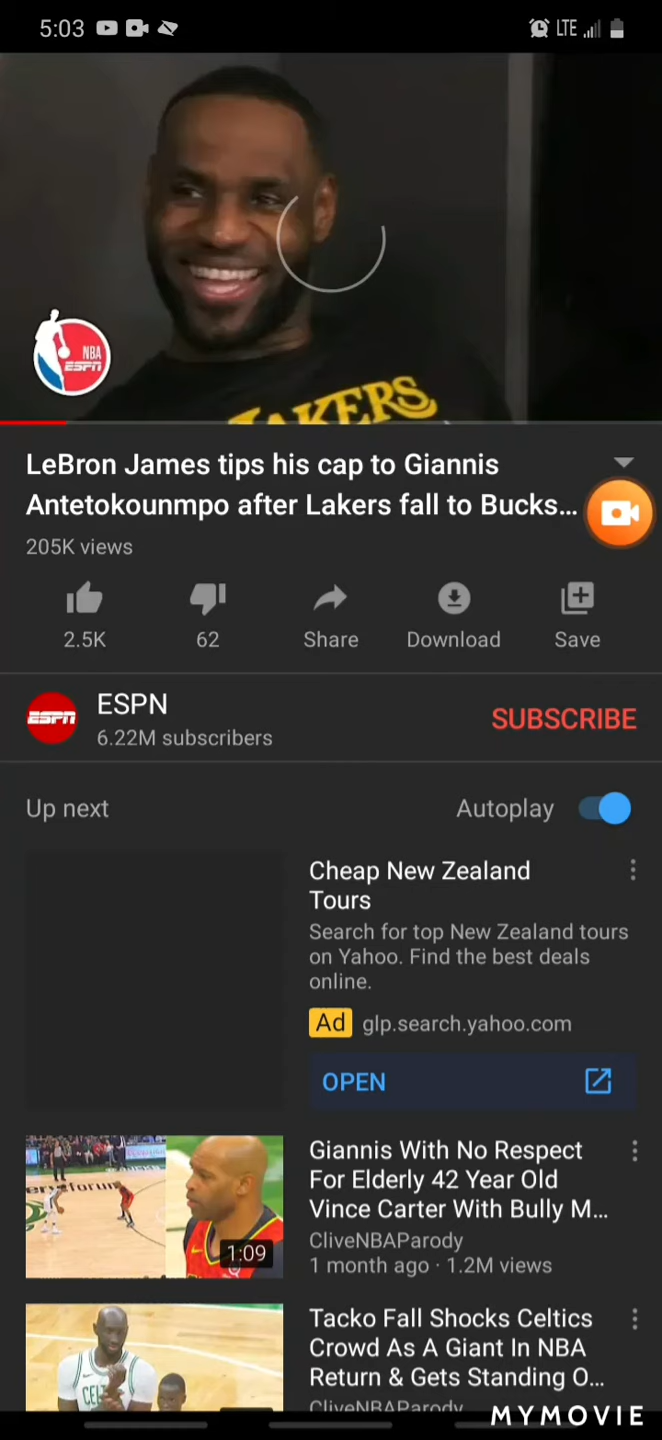 5:03
LTE
NBA
ESPN
LAKERS
LeBron James tips his cap to Giannis
Antetokounmpo after Lakers fall to Bucks...
205K views
2.5K
62
Share
Download
Save
ESPN
ESPN
6.22M subscribers
SUBSCRIBE
Up next
Autoplay
Cheap New Zealand
Tours
Search for top New Zealand tours
on Yahoo. Find the best deals
online.
Ad glp.search.yahoo.com
OPEN
Giannis With No Respect
For Elderly 42 Year Old
Vince Carter With Bully M...
CliveNBAParody
1 month ago · 1.2M views
1:09
Tacko Fall Shocks Celtics
Crowd As A Giant In NBA
Return & Gets Standing O...
CliveNBAParody
MYMOVIE